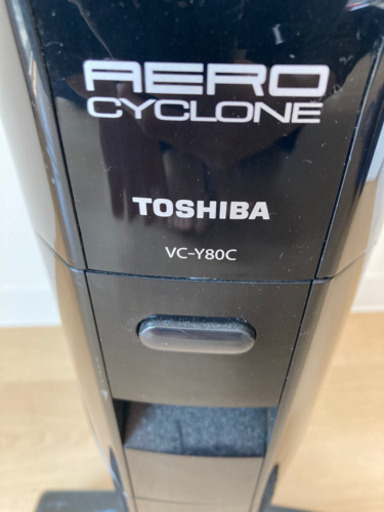 AERO
CYCLONE
TOSHIBA
VC-Y80C